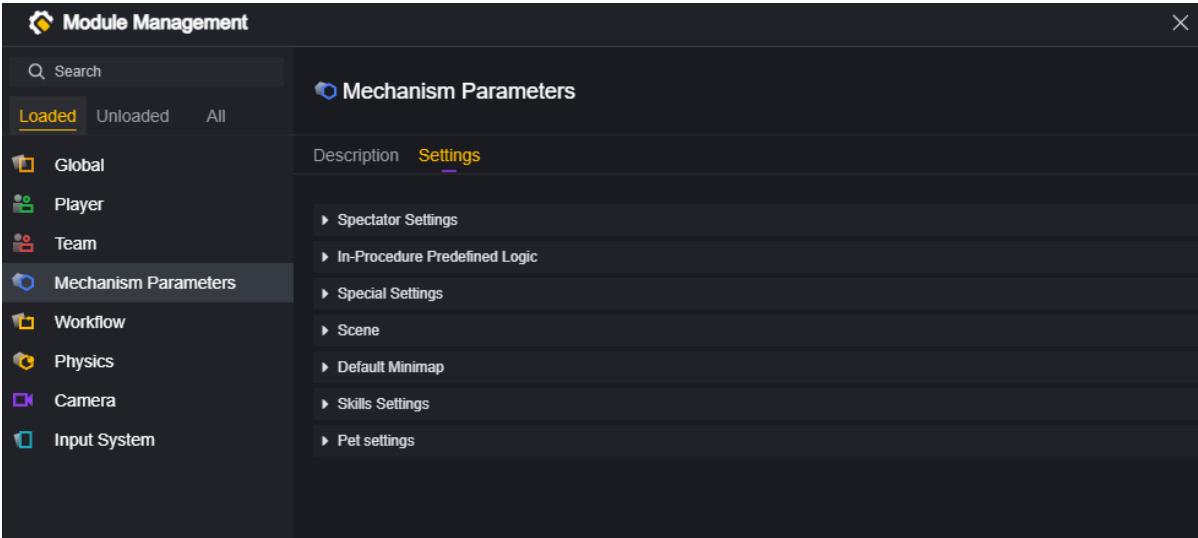 Module Management
Search
Loaded Unloaded All
Global
Player
Team
Mechanism Parameters
Workflow
Physics
Camera
Input System
Mechanism Parameters
Description Settings
Spectator Settings
In-Procedure Predefined Logic
Special Settings
Scene
Default Minimap
Skills Settings
Pet settings